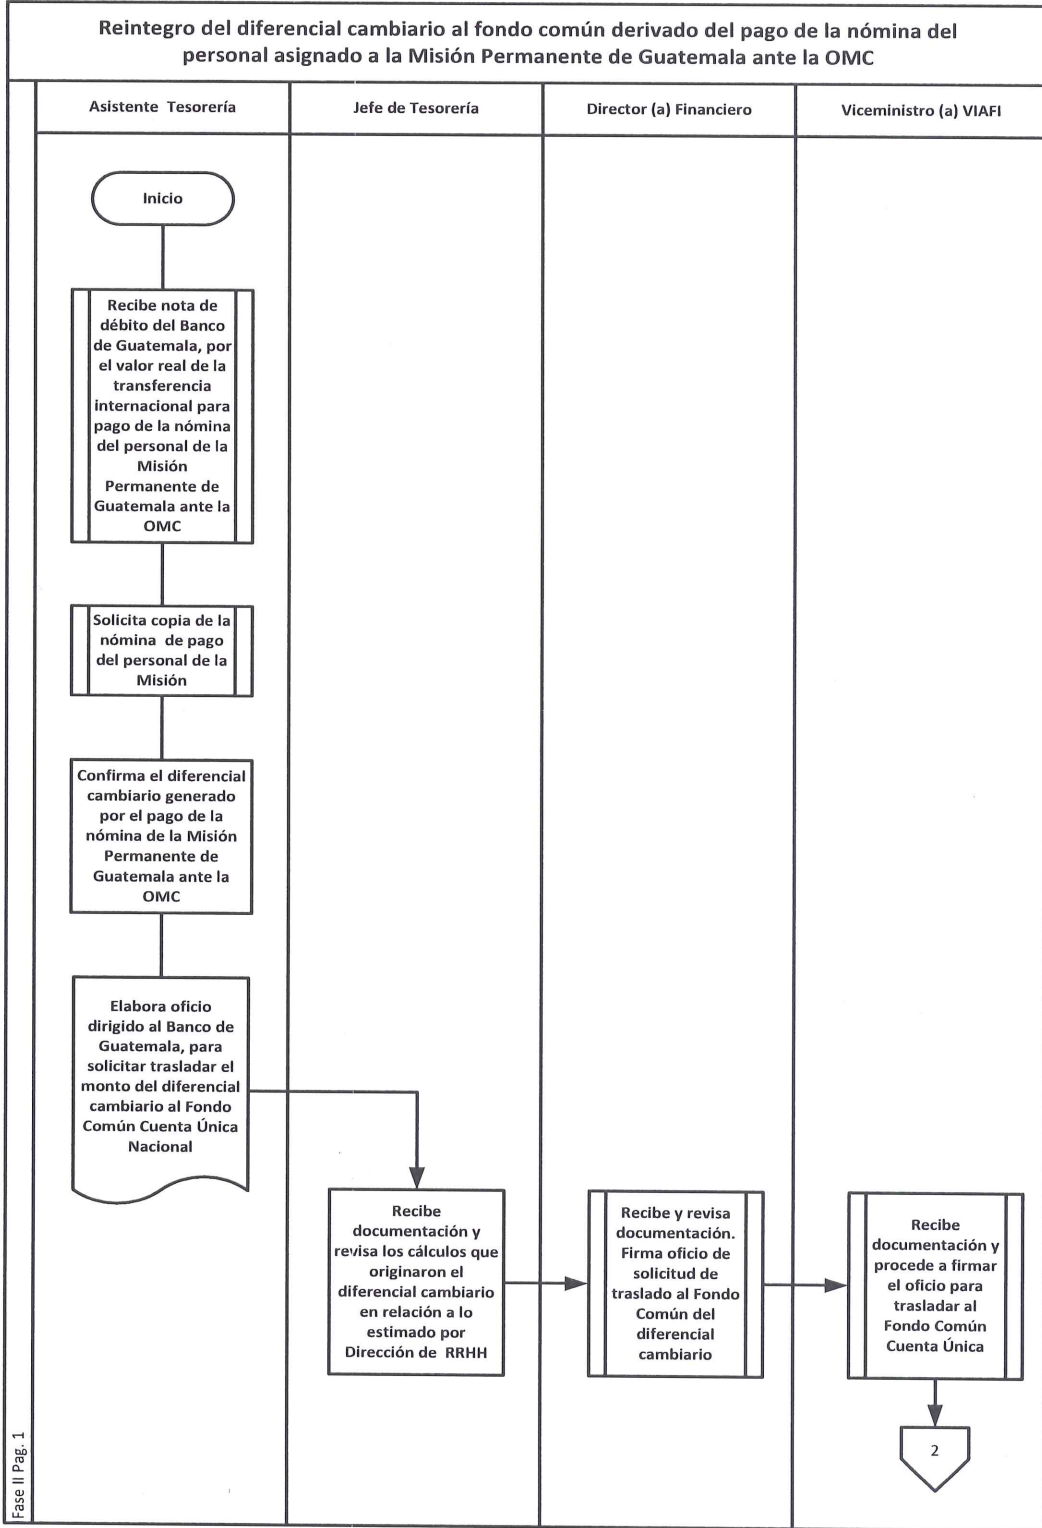 Reintegro del diferencial cambiario al fondo común derivado del pago de la nómina del
personal asignado a la Misión Permanente de Guatemala ante la OMC
Asistente Tesorería
Jefe de Tesorería
Director (a) Financiero
Viceministro (a) VIAFI
Inicio
Recibe nota de
débito del Banco
de Guatemala, por
el valor real de la
transferencia
internacional para
pago de la nómina
del personal de la
Misión
Permanente de
Guatemala ante la
OMC
Solicita copia de la
nómina de pago
del personal de la
Misión
Confirma el diferencial
cambiario generado
por el pago de la
nómina de la Misión
Permanente de
Guatemala ante la
OMC
Elabora oficio
dirigido al Banco de
Guatemala, para
solicitar trasladar el
monto del diferencial
cambiario al Fondo
Común Cuenta Única
Nacional
Recibe
documentación y
revisa los cálculos que
originaron el
diferencial cambiario
en relación a lo
estimado por
Dirección de RRHH
Recibe y revisa
documentación.
Firma oficio de
solicitud de
traslado al Fondo
Común del
diferencial
cambiario
Recibe
documentación y
procede a firmar
el oficio para
trasladar al
Fondo Común
Cuenta Única
2
Fase II Pag. 1